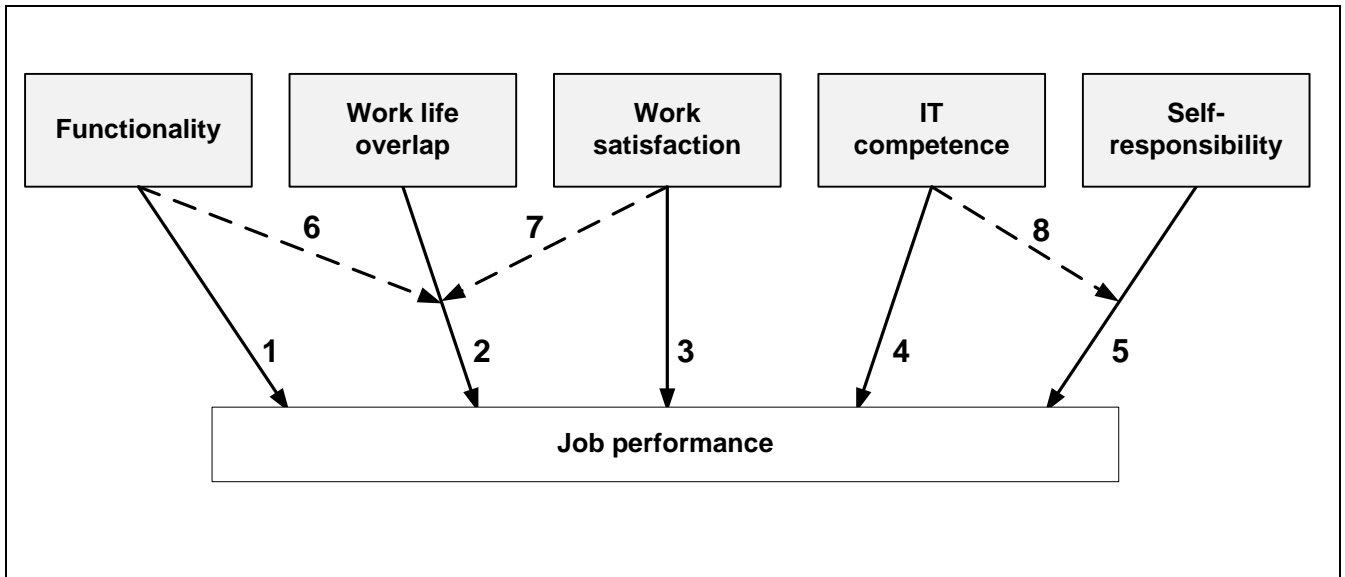 Functionality
Work life
overlap
Work
satisfaction
IT
competence
Self-
responsibility
6
7
8
1
2
3
4
5
Job performance